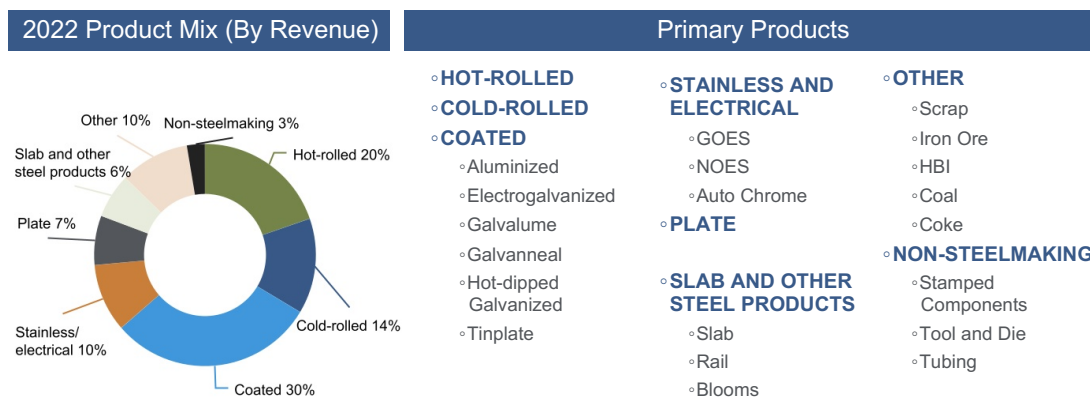 2022 Product Mix (By Revenue)
Other 10%
Non-steelmaking 3%
Slab and other
steel products 6%
Hot-rolled 20%
Plate 7%
Stainless/
electrical 10%
Cold-rolled 14%
Coated 30%
Primary Products
◦HOT-ROLLED
◦COLD-ROLLED
◦COATED
◦Aluminized
◦Electrogalvanized
◦Galvalume
◦Galvanneal
◦Hot-dipped
Galvanized
◦Tinplate
◦STAINLESS AND
ELECTRICAL
◦GOES
◦NOES
◦Auto Chrome
◦PLATE
◦SLAB AND OTHER
STEEL PRODUCTS
◦Slab
◦Rail
◦Blooms
◦OTHER
◦Scrap
◦Iron Ore
◦HBI
◦Coal
◦Coke
◦NON-STEELMAKING
◦Stamped
Components
◦Tool and Die
◦Tubing